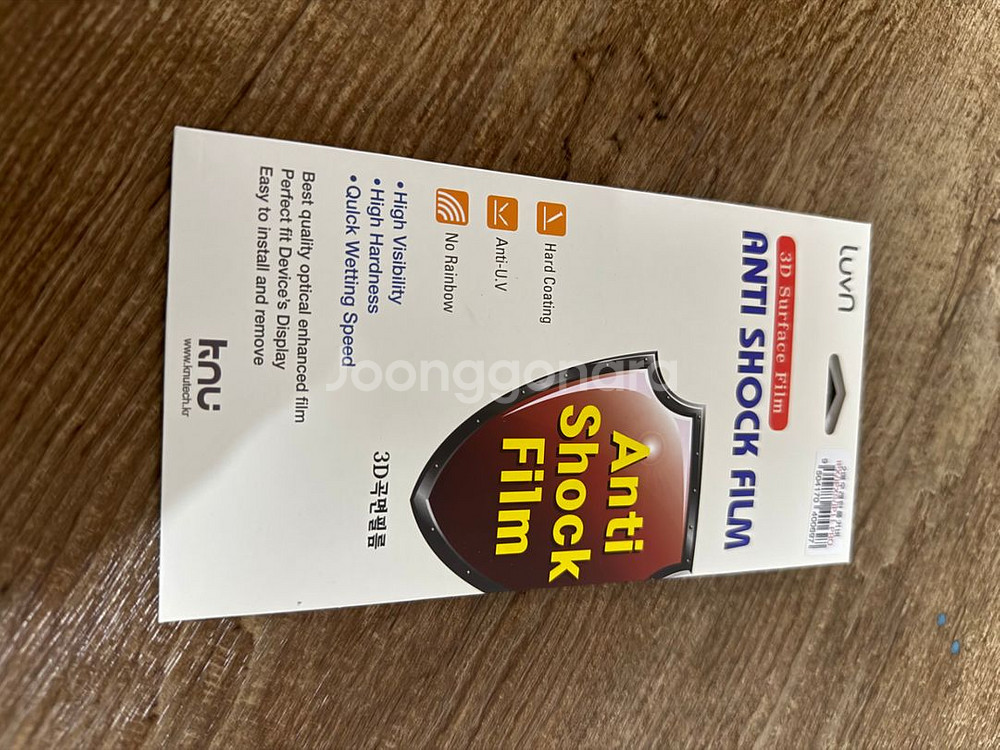 Luvn
3D Surface Film
ANTI SHOCK FILM
Anti
Shock
Film
Hard Coating
Anti-U.V
No Rainbow
• High Visibility
• High Hardness
• Quick Wetting Speed
3D곡면필름
Best quality optical enhanced film
Perfect fit Device's Display
Easy to install and remove
knu
www.knutech.kr
Joonggonara